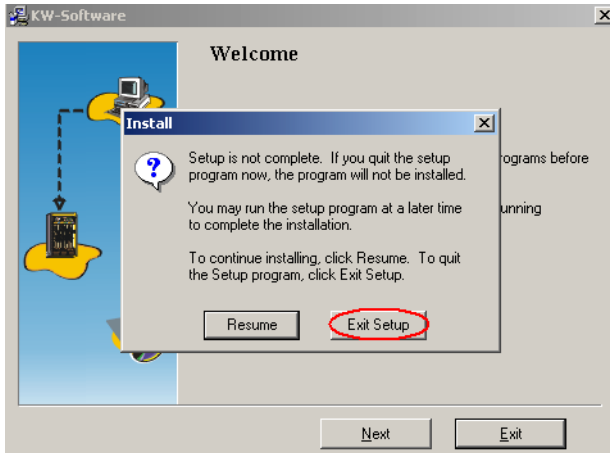 KW-Software
Welcome
Install
Setup is not complete. If you quit the setup
program now, the program will not be installed.
You may run the setup program at a later time
to complete the installation.
To continue installing, click Resume. To quit
the Setup program, click Exit Setup.
Resume
Exit Setup
rograms before
unning
Next
Exit